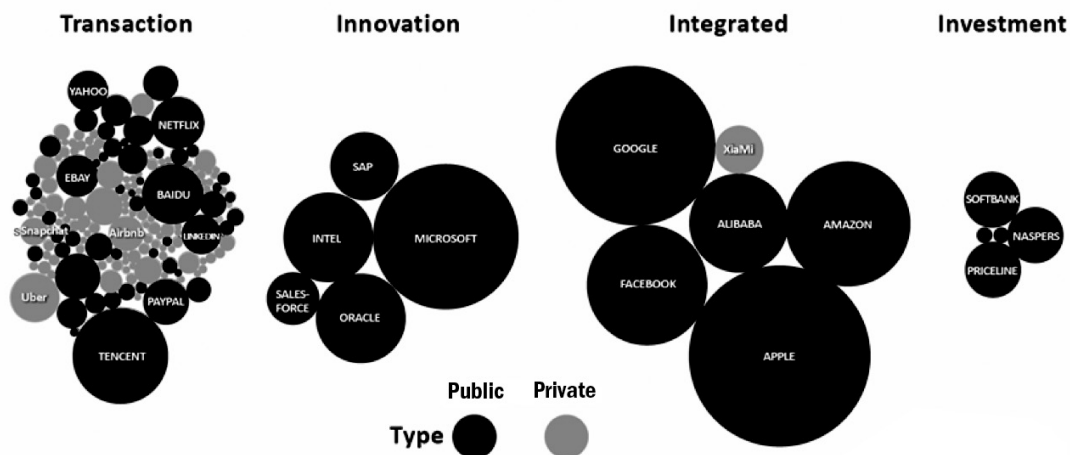 Transaction
Innovation
Integrated
Investment
YAHOO
NETFLIX
EBAY
BAIDU
Snapchat
Airbnb
LINKEDIN
Uber
PAYPAL
TENCENT
SAP
INTEL
MICROSOFT
SALES-
FORCE
ORACLE
GOOGLE
XiaMi
ALIBABA
AMAZON
FACEBOOK
APPLE
SOFTBANK
NASPERS
PRICELINE
Public
Private
Type